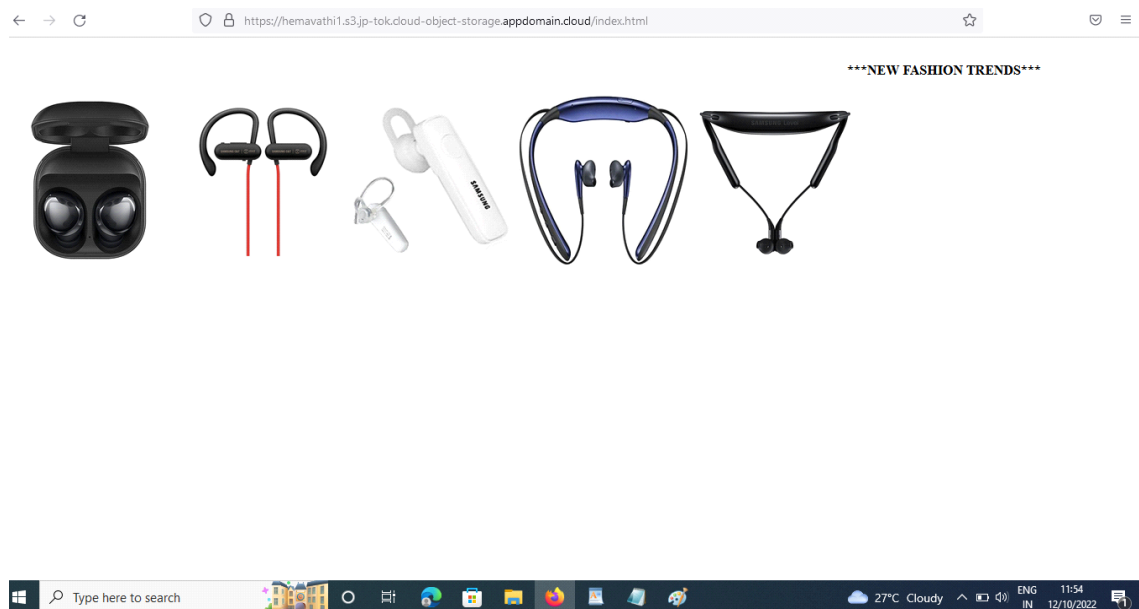 https://hemavathi1.s3.jp-tok.cloud-object-storage.appdomain.cloud/index.html
***NEW FASHION TRENDS***
SAMSUNG
Type here to search
27°C Cloudy
ENG
IN
11:54
12/10/2022
1